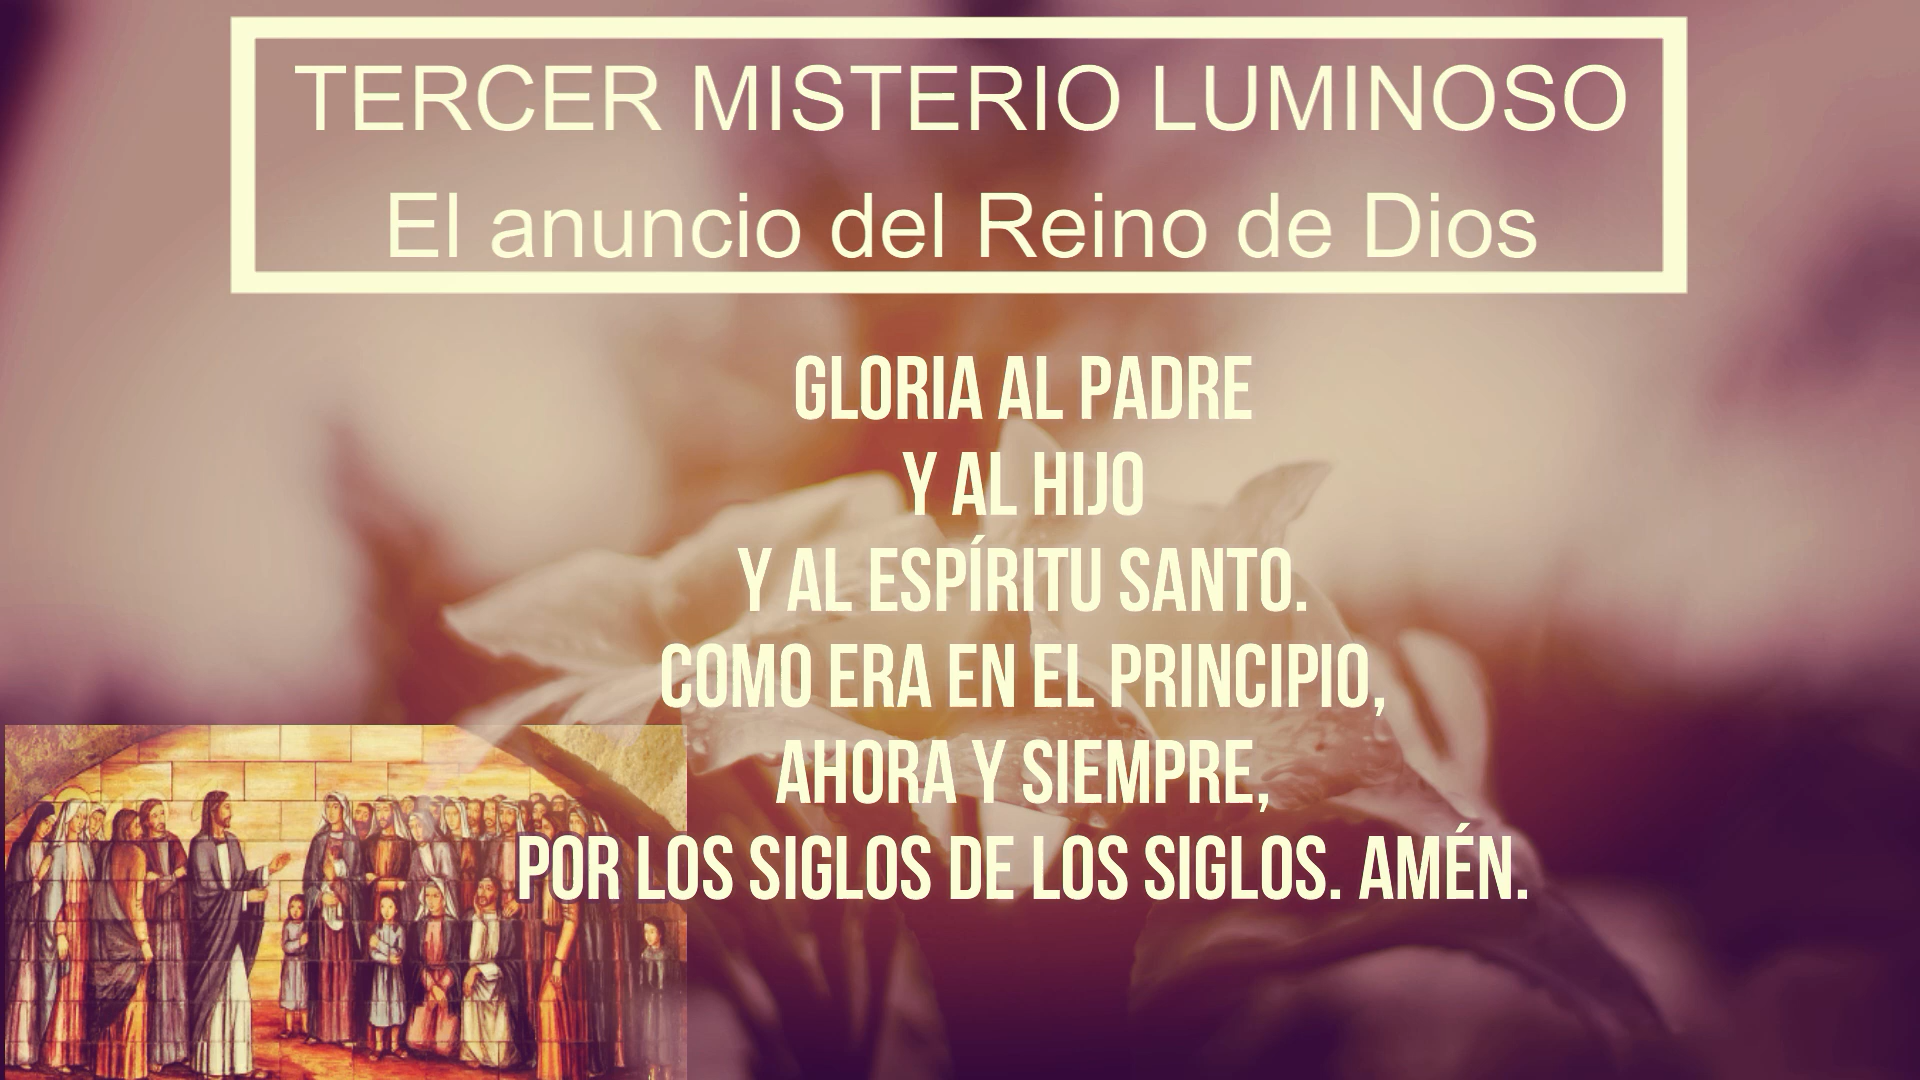 TERCER MISTERIO LUMINOSO
El anuncio del Reino de Dios
GLORIA AL PADRE
Y AL HIJO
Y AL ESPÍRITU SANTO.
COMO ERA EN EL PRINCIPIO,
AHORA Y SIEMPRE,
POR LOS SIGLOS DE LOS SIGLOS. AMÉN.